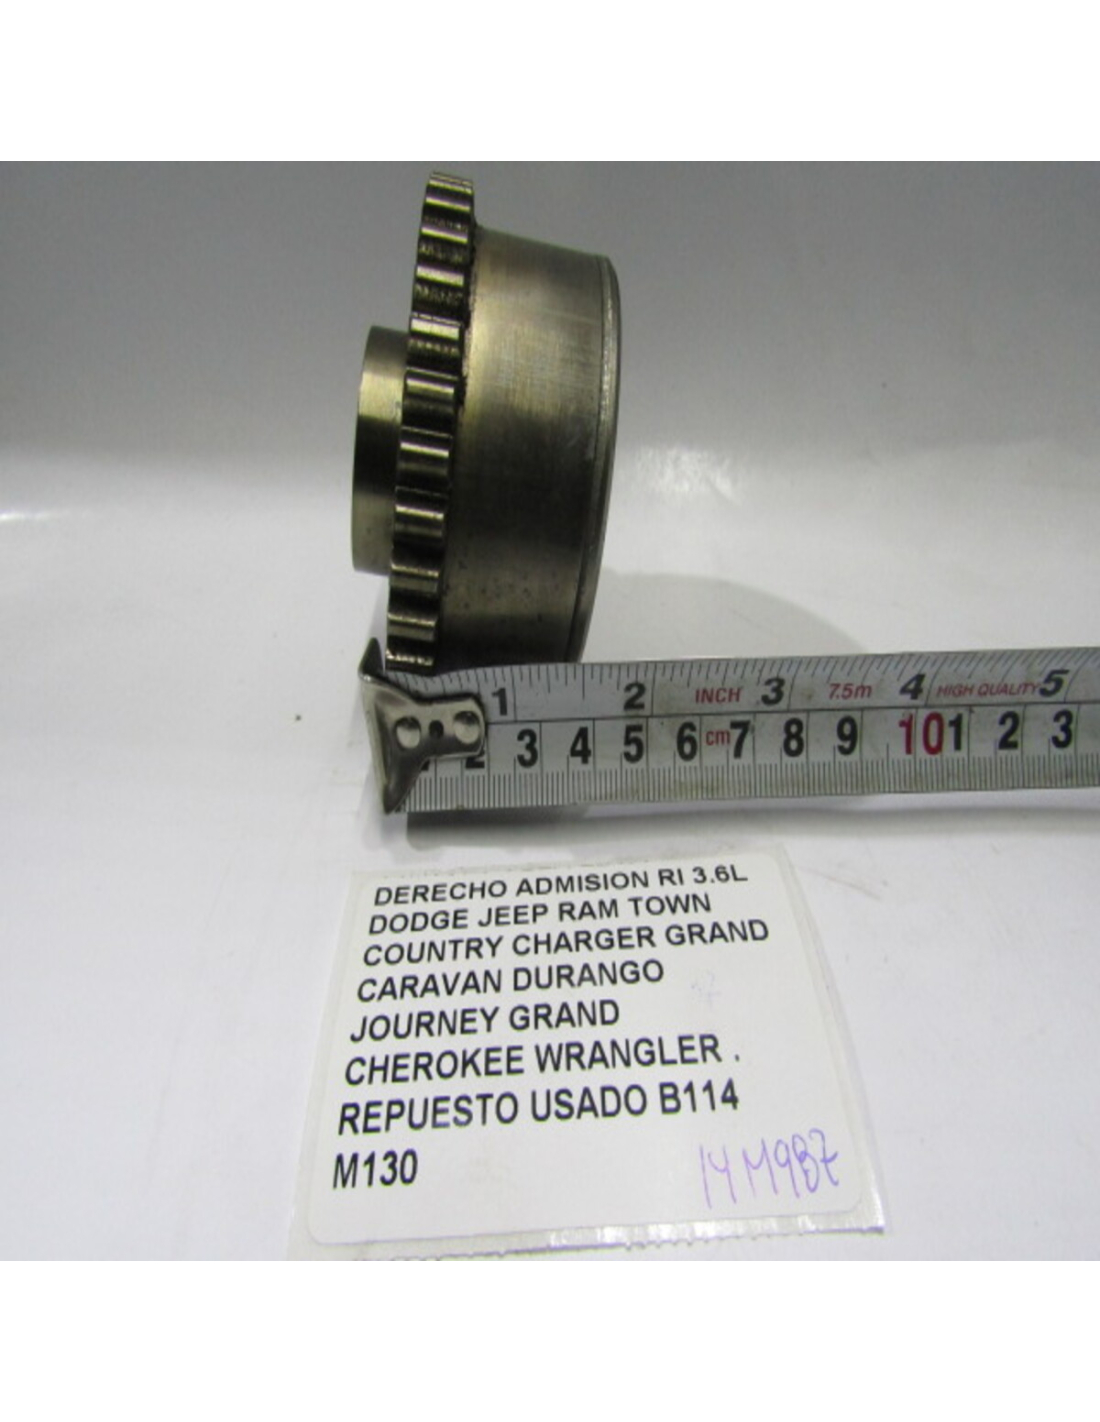 1 2 INCH 3 7.5m 4 HIGH QUALITY 5
2 3 4 5 6 cm 7 8 9 10 1 2 3
DERECHO ADMISION RI 3.6L
DODGE JEEP RAM TOWN
COUNTRY CHARGER GRAND
CARAVAN DURANGO
JOURNEY GRAND
CHEROKEE WRANGLER .
REPUESTO USADO B114
M130